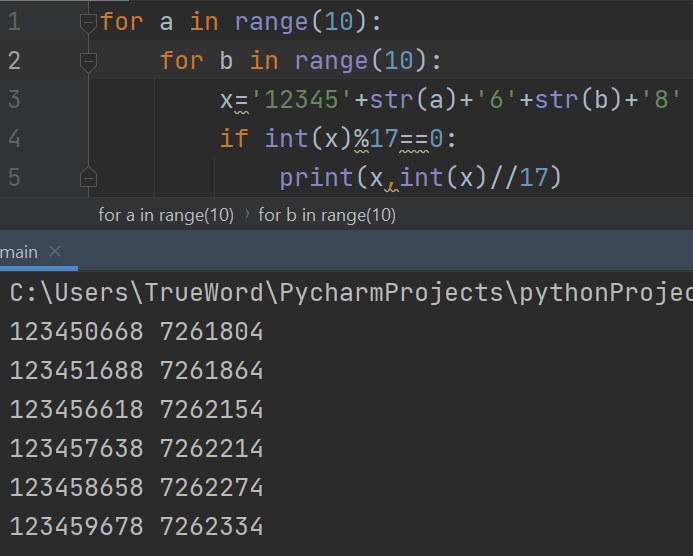 1 for a in range(10):
2 for b in range(10):
3 x='12345'+str(a)+'6'+str(b)+'8'
4 if int(x)%17==0:
5 print(x,int(x)//17)
for a in range(10) › for b in range(10)
main ×
C:\Users\TrueWord\PycharmProjects\pythonProjec
123450668 7261804
123451688 7261864
123456618 7262154
123457638 7262214
123458658 7262274
123459678 7262334